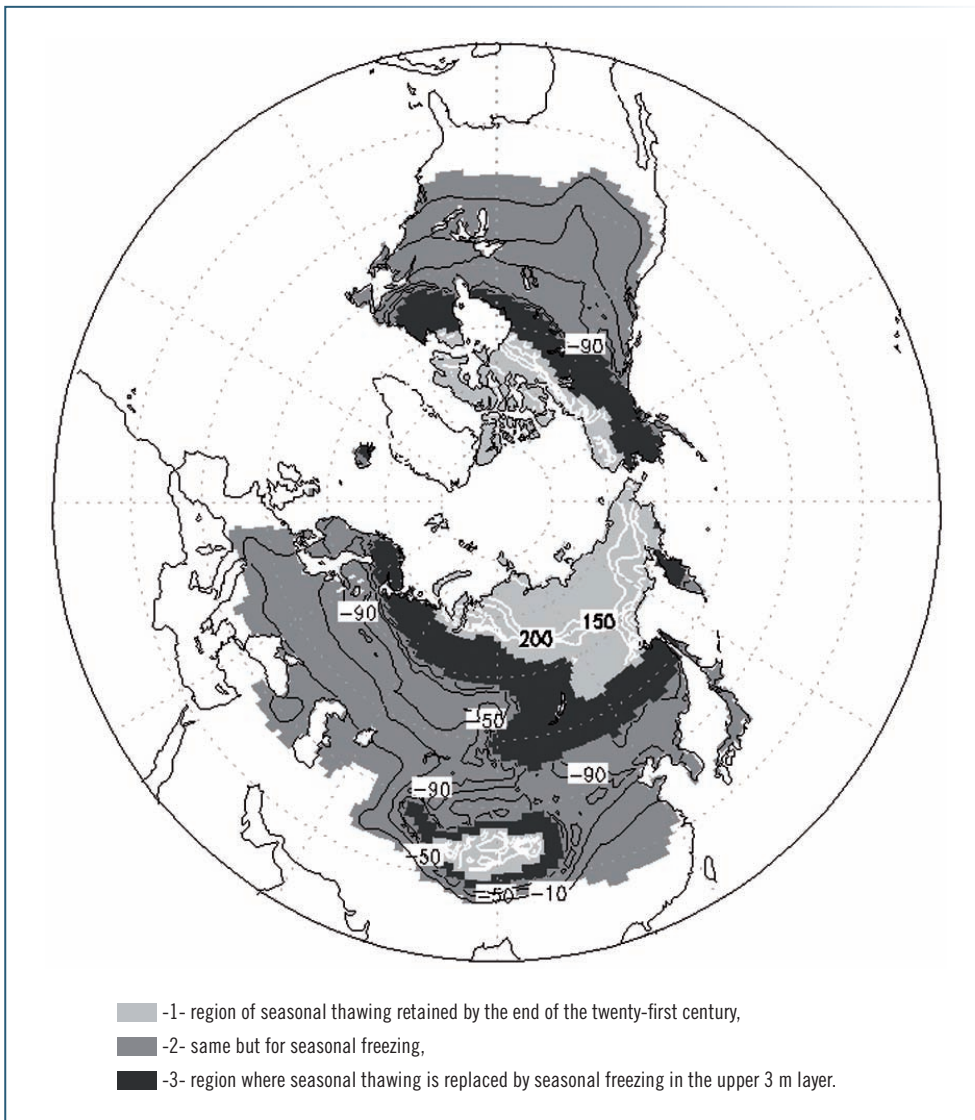 -90
200 150
-90
-50
-90
-90
-50
-50 -10
-1- region of seasonal thawing retained by the end of the twenty-first century,
-2- same but for seasonal freezing,
-3- region where seasonal thawing is replaced by seasonal freezing in the upper 3 m layer.